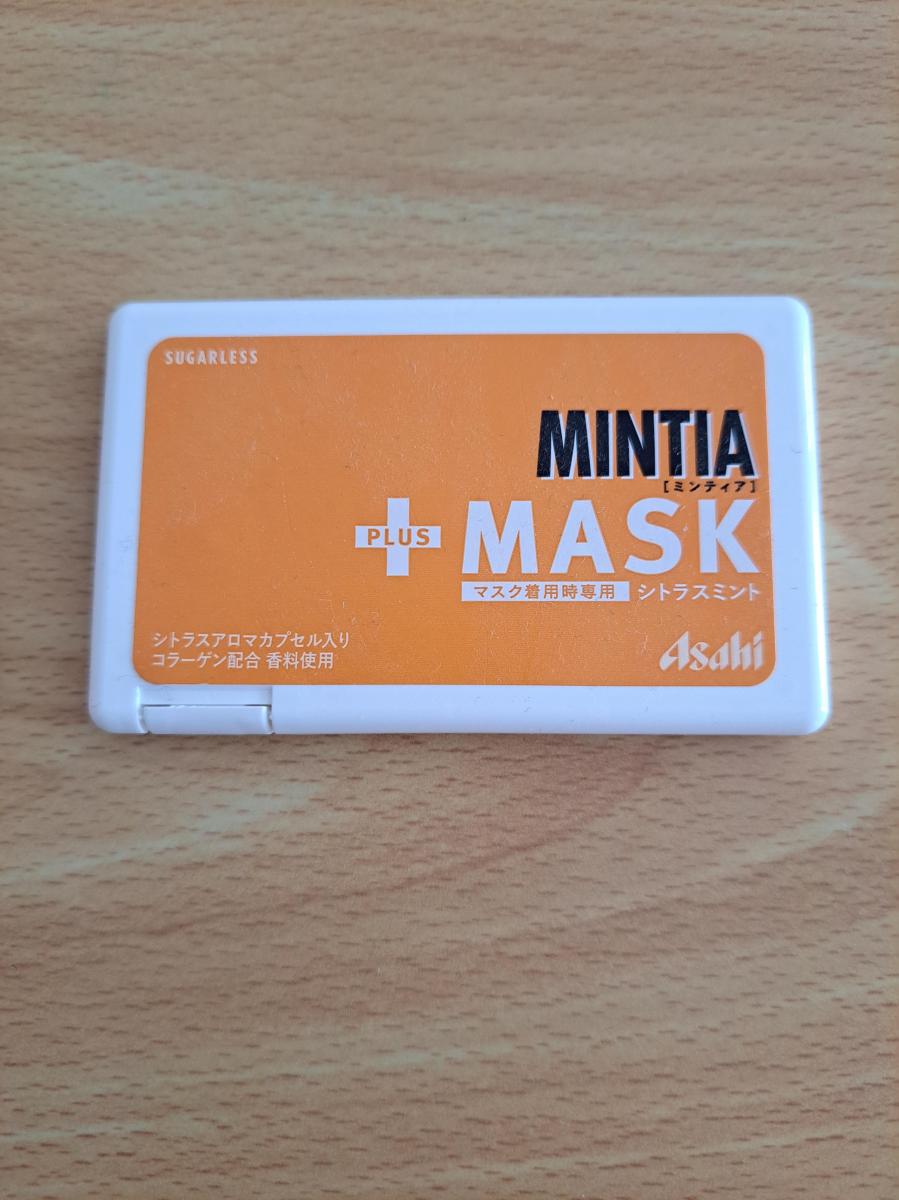 SUGARLESS
MINTIA
[ミンティア]
PLUS MASK
マスク着用時専用 シトラスミント
シトラスアロマカプセル入り
コラーゲン配合 香料使用
Asahi